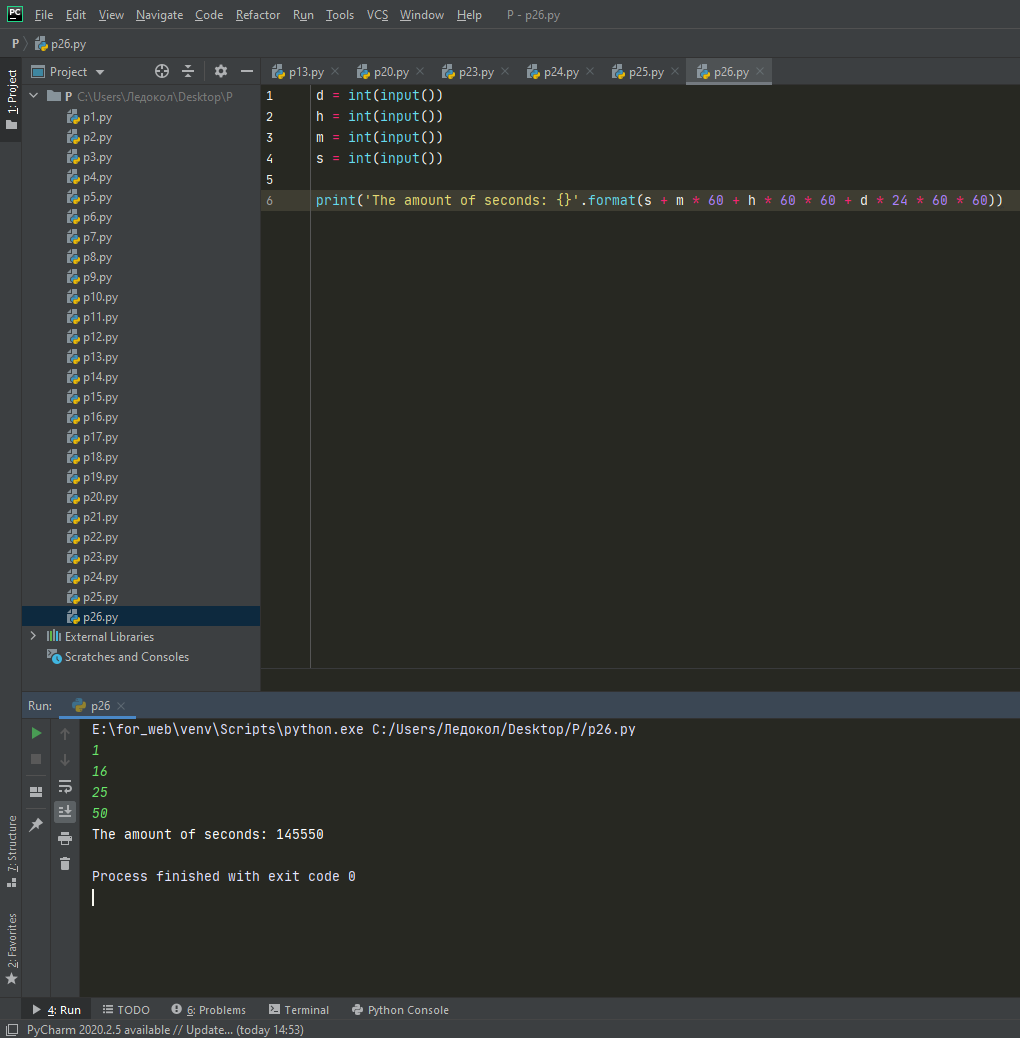 PC File Edit View Navigate Code Refactor Run Tools VCS Window Help P - p26.py
P p26.py
1: Project
Project
p13.py p20.py p23.py p24.py p25.py p26.py
P C:\Users\Ледокол\Desktop\P
p1.py
p2.py
p3.py
p4.py
p5.py
p6.py
p7.py
p8.py
p9.py
p10.py
p11.py
p12.py
p13.py
p14.py
p15.py
p16.py
p17.py
p18.py
p19.py
p20.py
p21.py
p22.py
p23.py
p24.py
p25.py
p26.py
External Libraries
Scratches and Consoles
1 d = int(input())
2 h = int(input())
3 m = int(input())
4 s = int(input())
5
6 print('The amount of seconds: {}'.format(s + m * 60 + h * 60 * 60 + d * 24 * 60 * 60))
Run: p26
E:\for_web\venv\Scripts\python.exe C:/Users/Ледокол/Desktop/P/p26.py
1
16
25
50
The amount of seconds: 145550
Process finished with exit code 0
7: Structure
2: Favorites
4: Run TODO 6: Problems Terminal Python Console
PyCharm 2020.2.5 available // Update... (today 14:53)